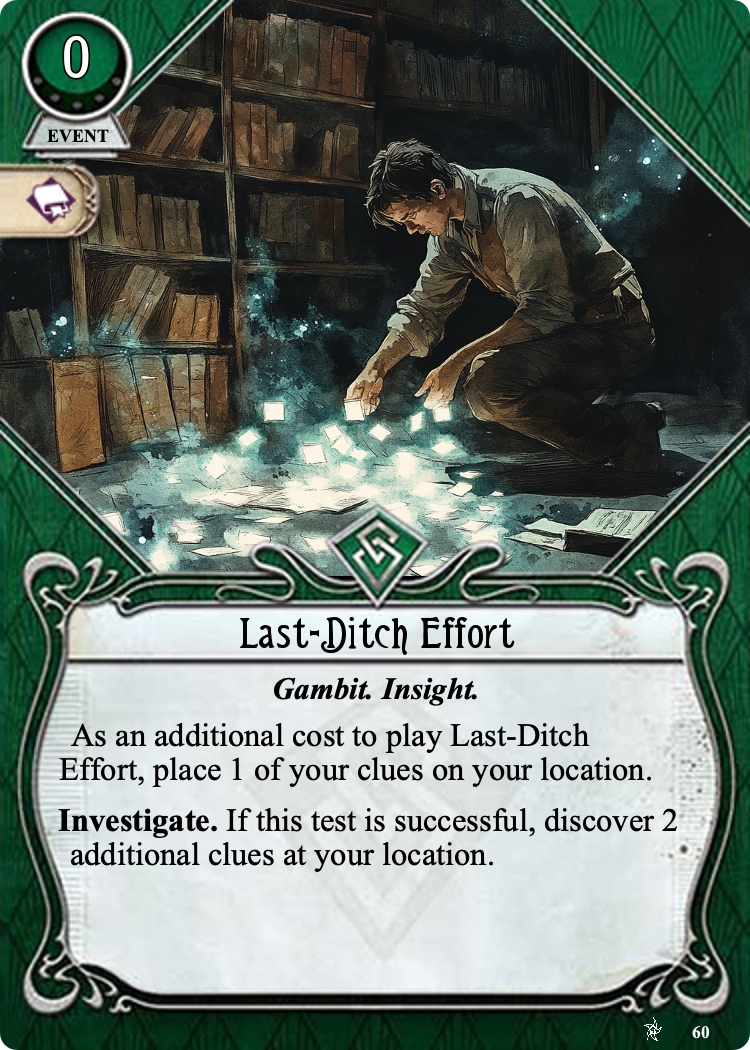 0
EVENT
Last-Ditch Effort
Gambit. Insight.
As an additional cost to play Last-Ditch
Effort, place 1 of your clues on your location.
Investigate. If this test is successful, discover 2
additional clues at your location.
60